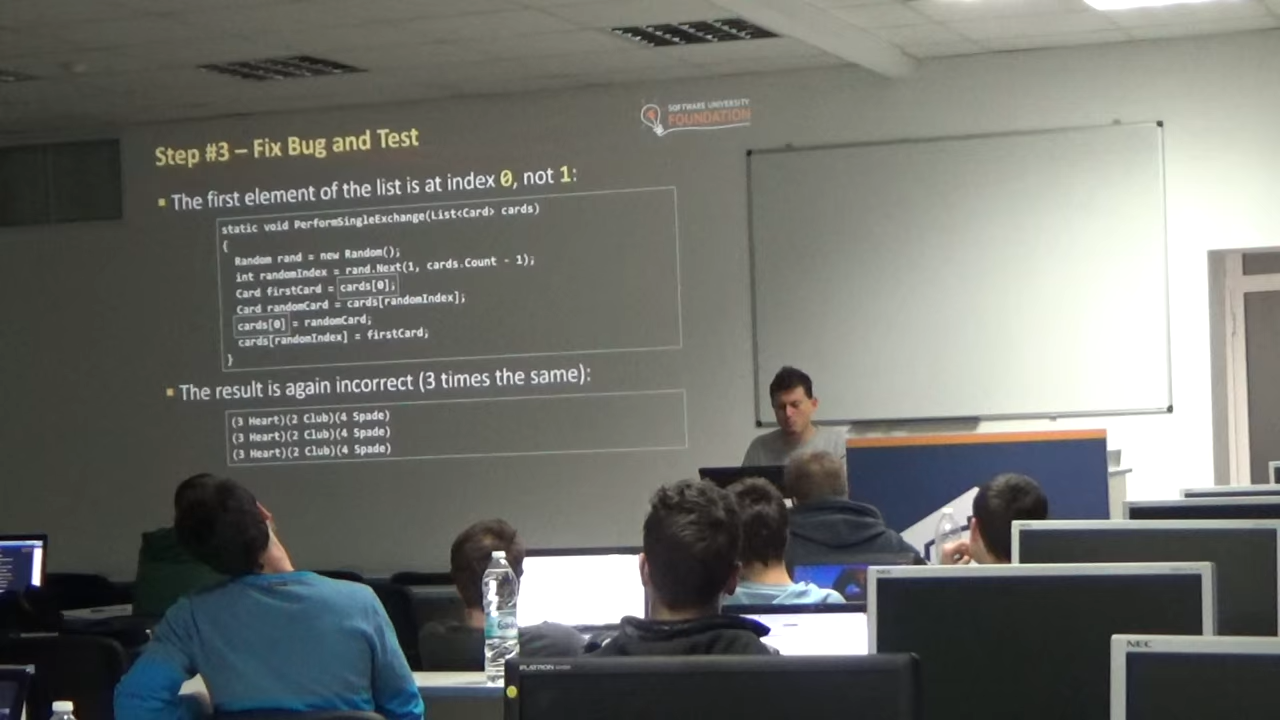 SOFTWARE UNIVERSITY
FOUNDATION
Step #3 – Fix Bug and Test
▪ The first element of the list is at index 0, not 1:
static void PerformSingleExchange(List<Card> cards)
{
Random rand = new Random();
int randomIndex = rand.Next(1, cards.Count - 1);
Card firstCard = cards[0];
Card randomCard = cards[randomIndex];
cards[0] = randomCard;
cards[randomIndex] = firstCard;
}
▪ The result is again incorrect (3 times the same):
(3 Heart)(2 Club)(4 Spade)
(3 Heart)(2 Club)(4 Spade)
(3 Heart)(2 Club)(4 Spade)
NEC
FLATRON
NEC